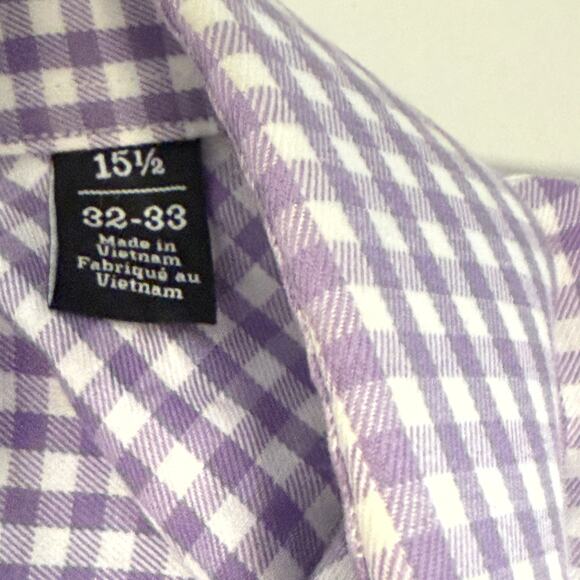 15½
32-33
Made in
Vietnam
Fabriqué au
Vietnam